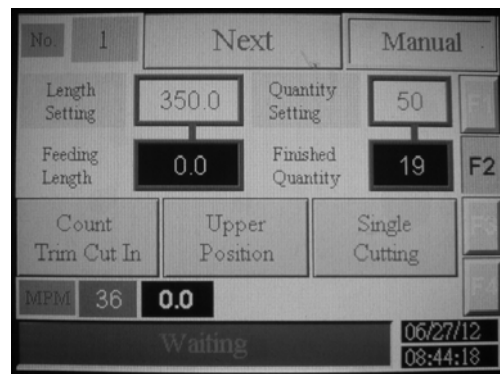 No. 1 Next Manual
Length Setting 350.0 Quantity Setting 50 F1
Feeding Length 0.0 Finished Quantity 19 F2
Count Trim Cut In Upper Position Single Cutting F3
MPM 36 0.0 F4
Waiting 06/27/12
08:44:18